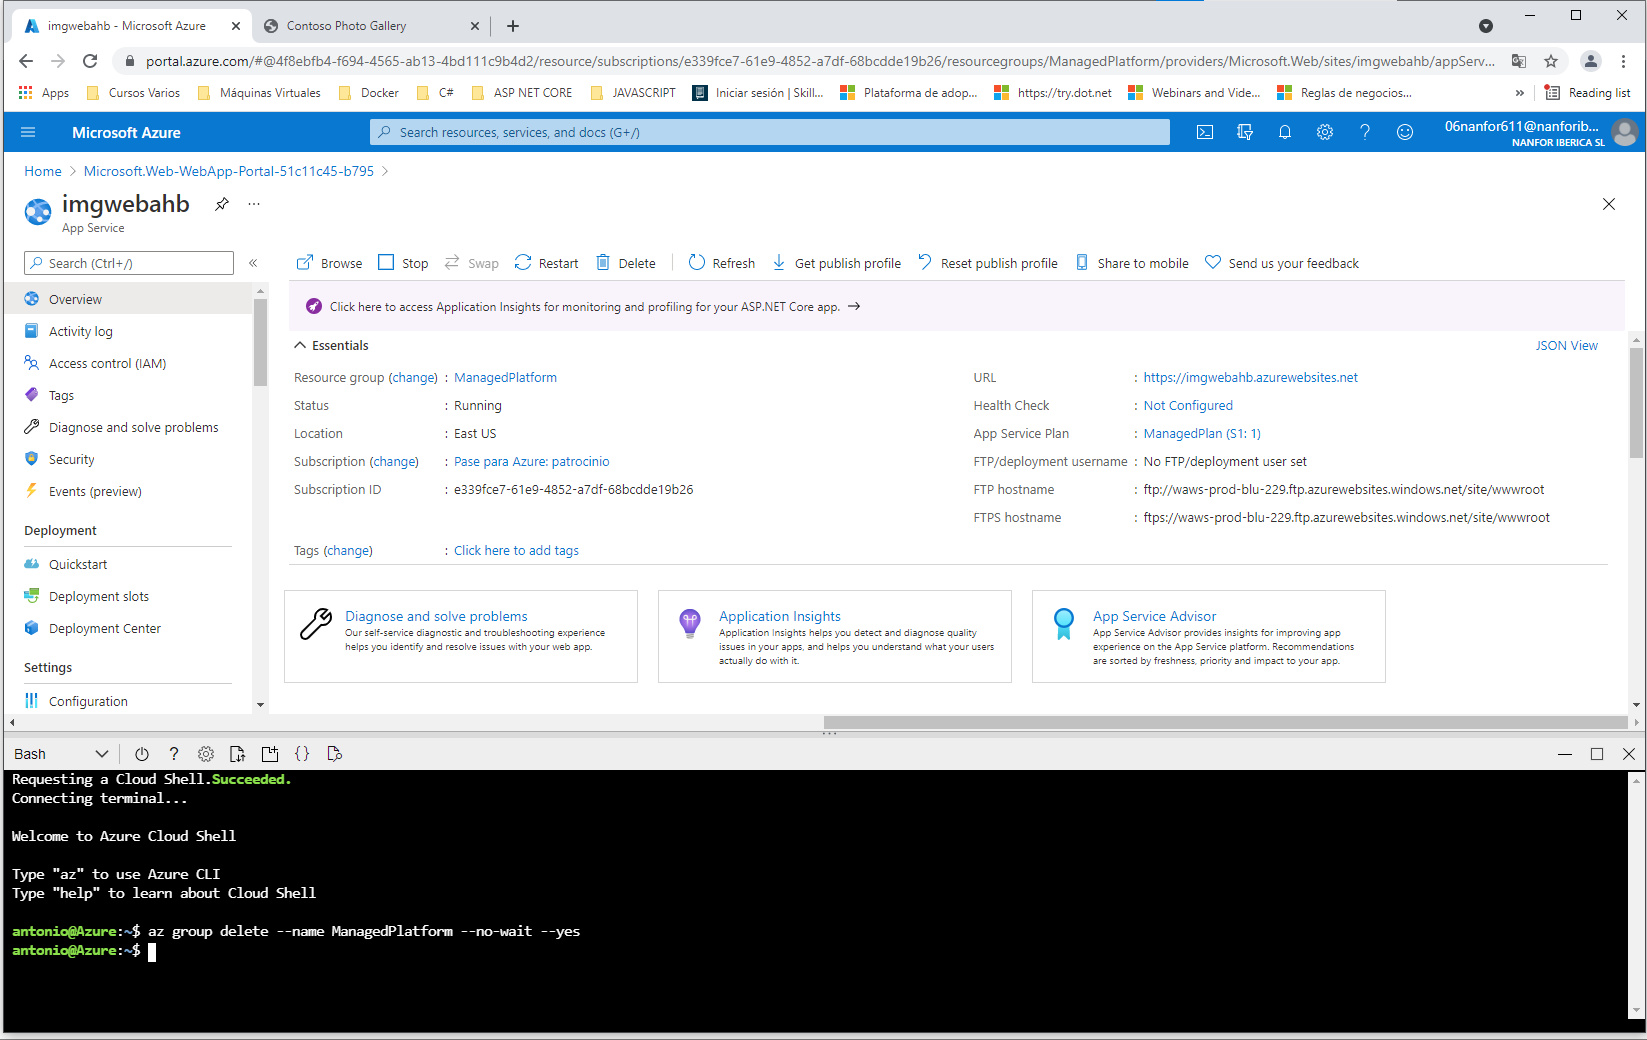 imgwebahb - Microsoft Azure
Contoso Photo Gallery
portal.azure.com/#@4f8ebfb4-f694-4565-ab13-4bd111c9b4d2/resource/subscriptions/e339fce7-61e9-4852-a7df-68bcdde19b26/resourcegroups/ManagedPlatform/providers/Microsoft.Web/sites/imgwebahb/appServ...
Apps Cursos Varios Máquinas Virtuales Docker C# ASP NET CORE JAVASCRIPT Iniciar sesión | Skill... Plataforma de adop... https://try.dot.net Webinars and Vide... Reglas de negocios... » Reading list
Microsoft Azure
Search resources, services, and docs (G+/)
06nanfor611@nanforib...
NANFOR IBERICA SL
Home > Microsoft.Web-WebApp-Portal-51c11c45-b795 >
imgwebahb
App Service
Search (Ctrl+/)
«
Browse Stop Swap Restart Delete Refresh Get publish profile Reset publish profile Share to mobile Send us your feedback
Overview
Activity log
Access control (IAM)
Tags
Diagnose and solve problems
Security
Events (preview)
Deployment
Quickstart
Deployment slots
Deployment Center
Settings
Configuration
Click here to access Application Insights for monitoring and profiling for your ASP.NET Core app. →
Essentials
JSON View
Resource group (change) : ManagedPlatform
Status : Running
Location : East US
Subscription (change) : Pase para Azure: patrocinio
Subscription ID : e339fce7-61e9-4852-a7df-68bcdde19b26
Tags (change) : Click here to add tags
URL : https://imgwebahb.azurewebsites.net
Health Check : Not Configured
App Service Plan : ManagedPlan (S1: 1)
FTP/deployment username : No FTP/deployment user set
FTP hostname : ftp://waws-prod-blu-229.ftp.azurewebsites.windows.net/site/wwwroot
FTPS hostname : ftps://waws-prod-blu-229.ftp.azurewebsites.windows.net/site/wwwroot
Diagnose and solve problems
Our self-service diagnostic and troubleshooting experience
helps you identify and resolve issues with your web app.
Application Insights
Application Insights helps you detect and diagnose quality
issues in your apps, and helps you understand what your users
actually do with it.
App Service Advisor
App Service Advisor provides insights for improving app
experience on the App Service platform. Recommendations
are sorted by freshness, priority and impact to your app.
Bash
Requesting a Cloud Shell.Succeeded.
Connecting terminal...
Welcome to Azure Cloud Shell
Type "az" to use Azure CLI
Type "help" to learn about Cloud Shell
antonio@Azure:~$ az group delete --name ManagedPlatform --no-wait --yes
antonio@Azure:~$